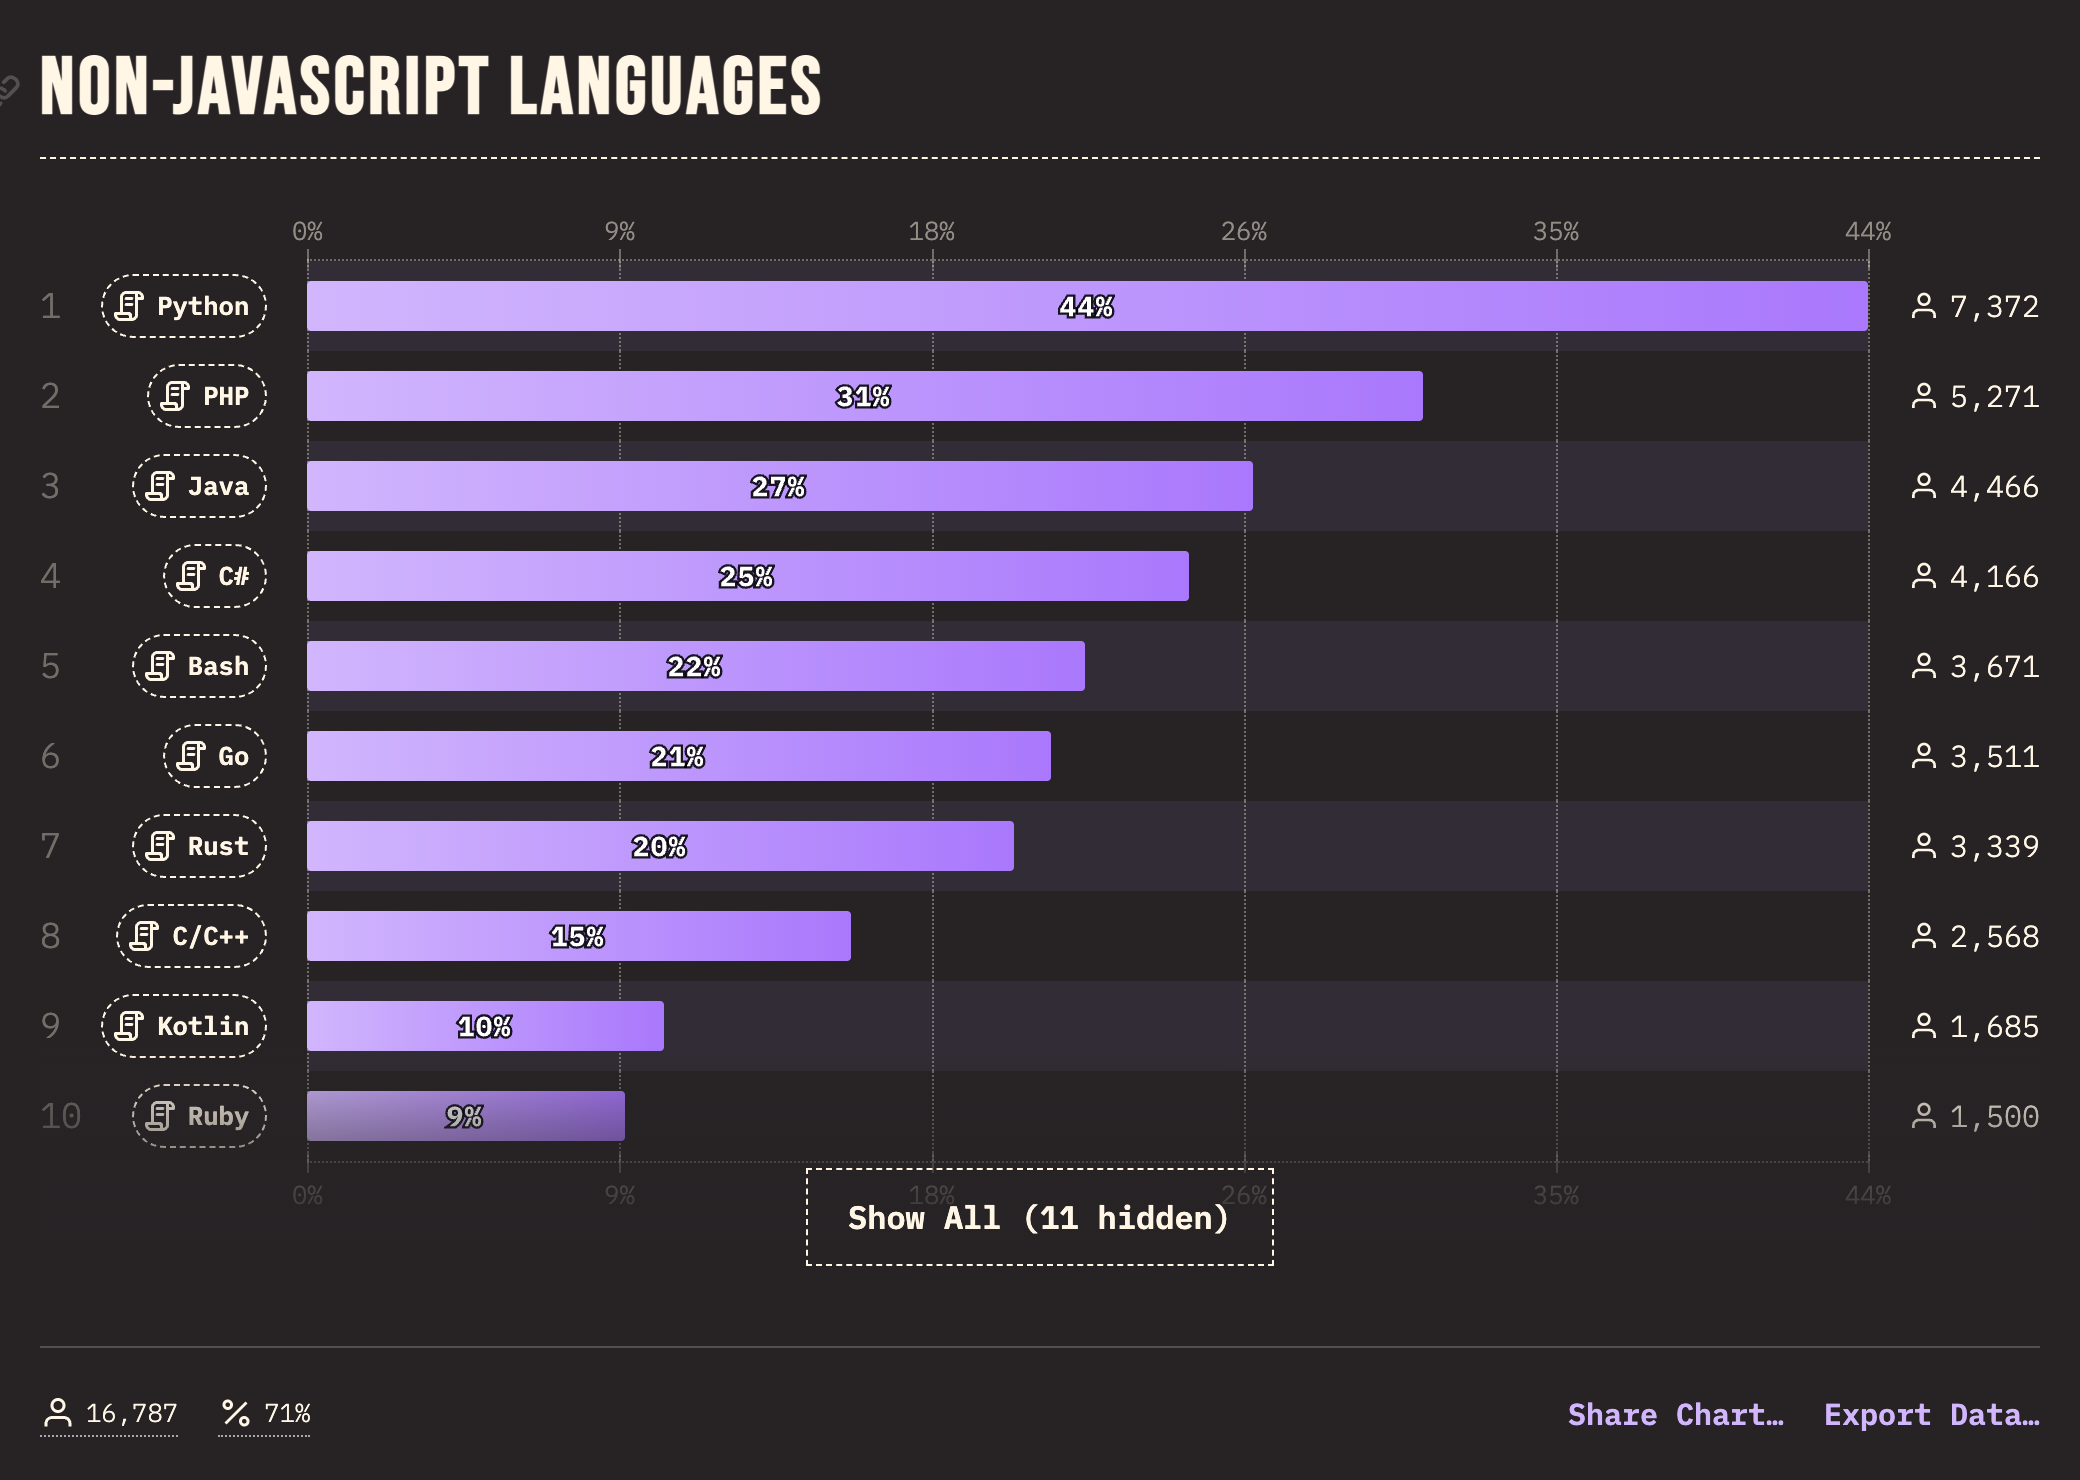 NON-JAVASCRIPT LANGUAGES
0% 9% 18% 26% 35% 44%
1 Python 44% 7,372
2 PHP 31% 5,271
3 Java 27% 4,466
4 C# 25% 4,166
5 Bash 22% 3,671
6 Go 21% 3,511
7 Rust 20% 3,339
8 C/C++ 15% 2,568
9 Kotlin 10% 1,685
10 Ruby 9% 1,500
0% 9% 18% 26% 35% 44%
Show All (11 hidden)
16,787 % 71% Share Chart… Export Data…